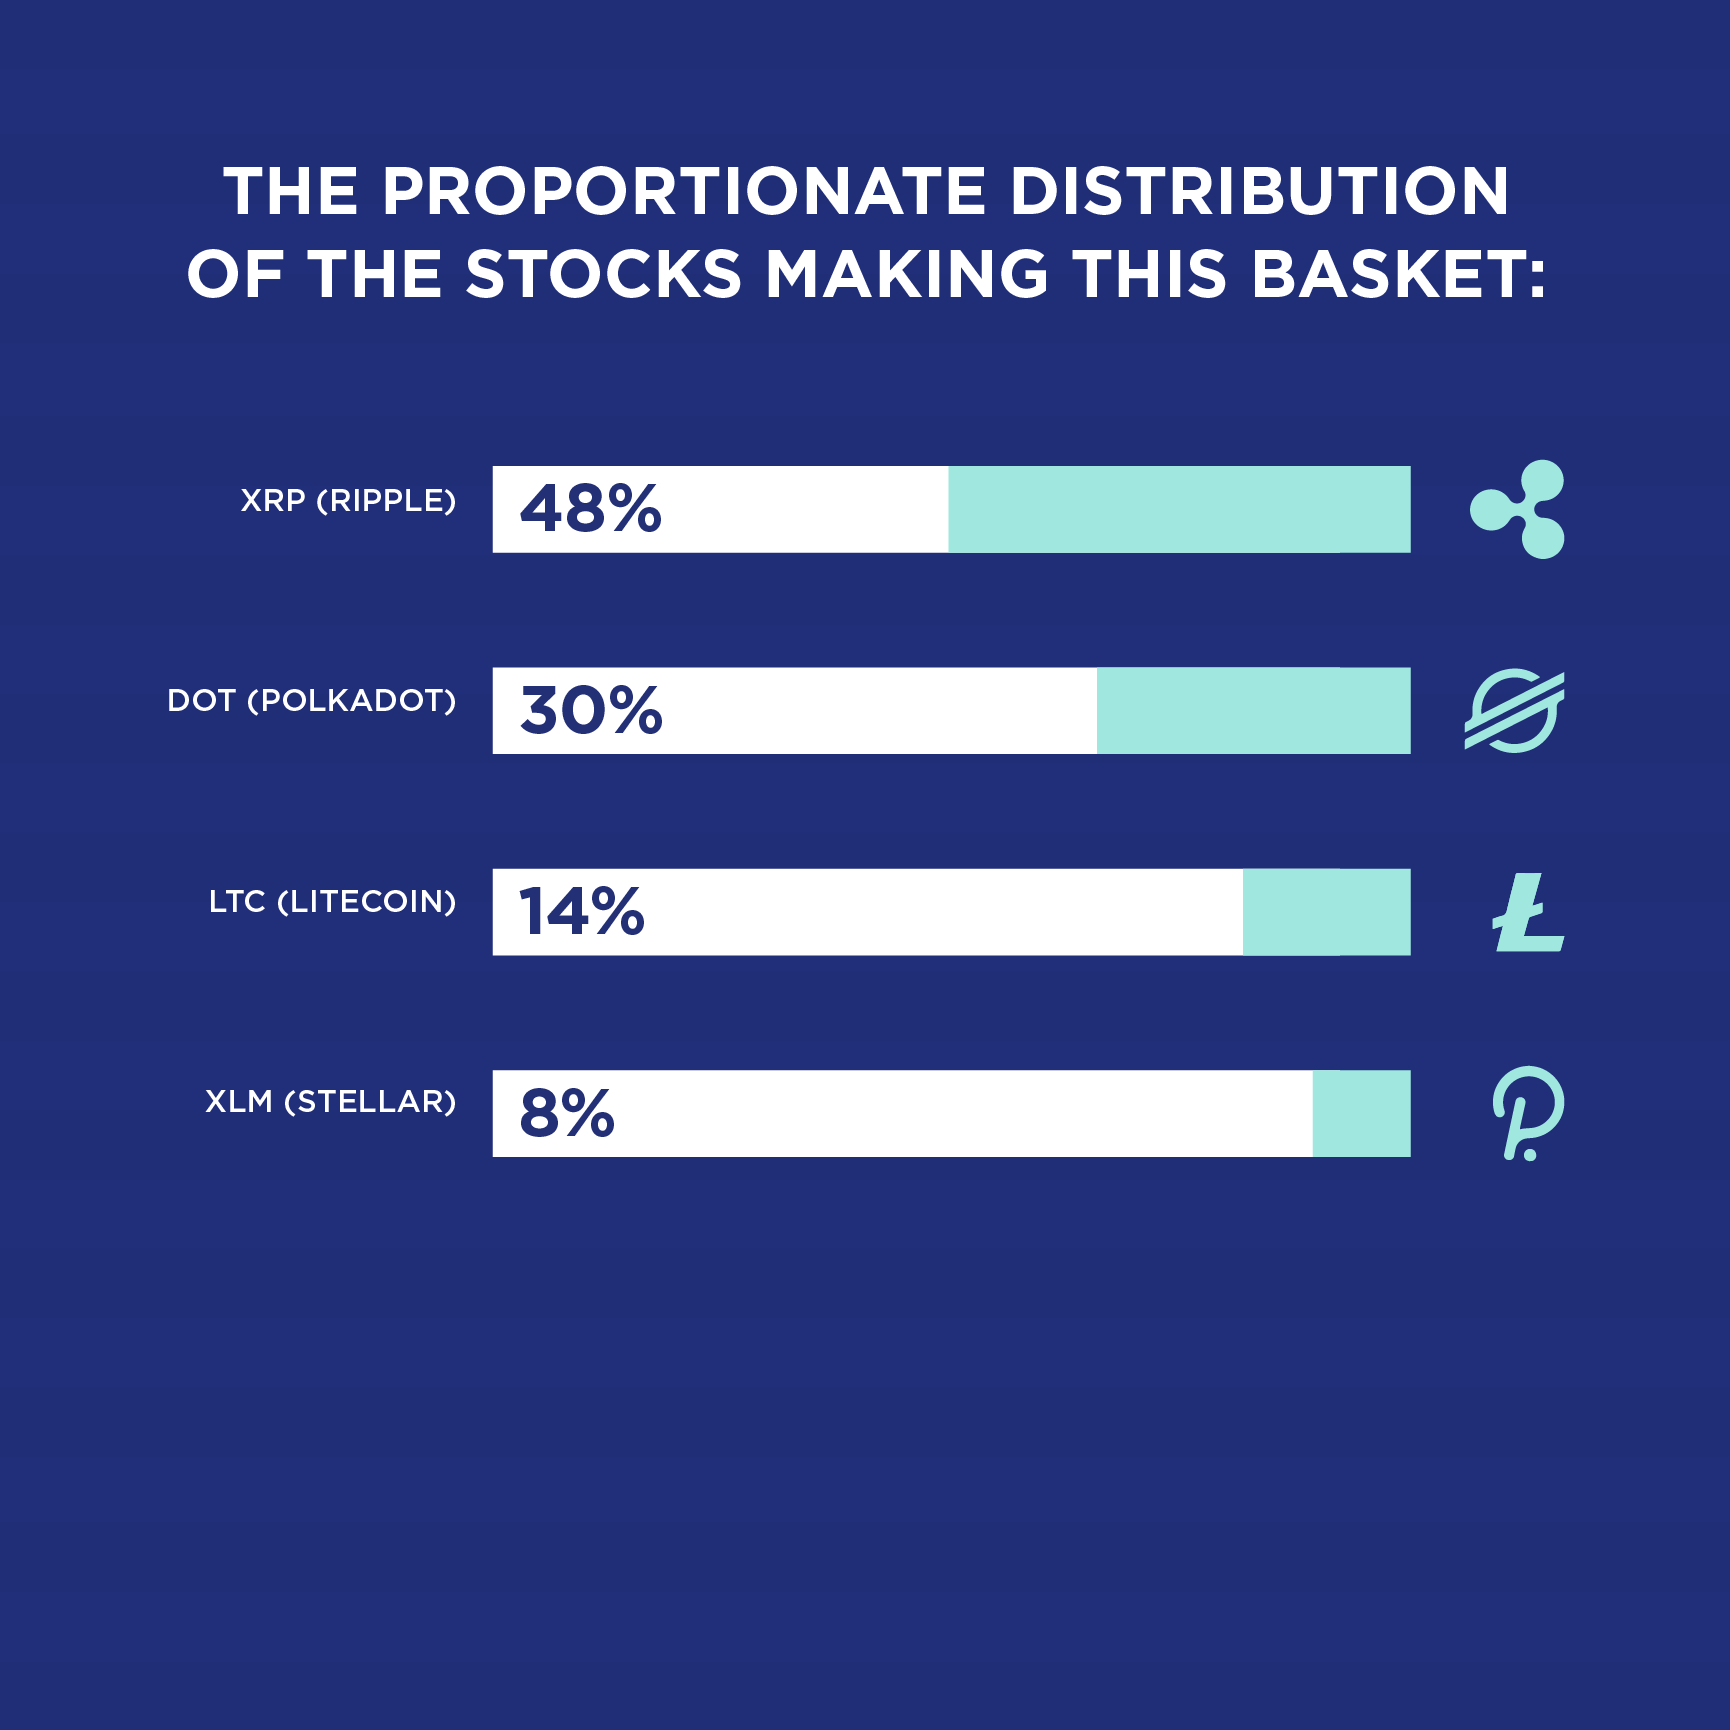 THE PROPORTIONATE DISTRIBUTION
OF THE STOCKS MAKING THIS BASKET:
XRP (RIPPLE) 48%
DOT (POLKADOT) 30%
LTC (LITECOIN) 14%
XLM (STELLAR) 8%